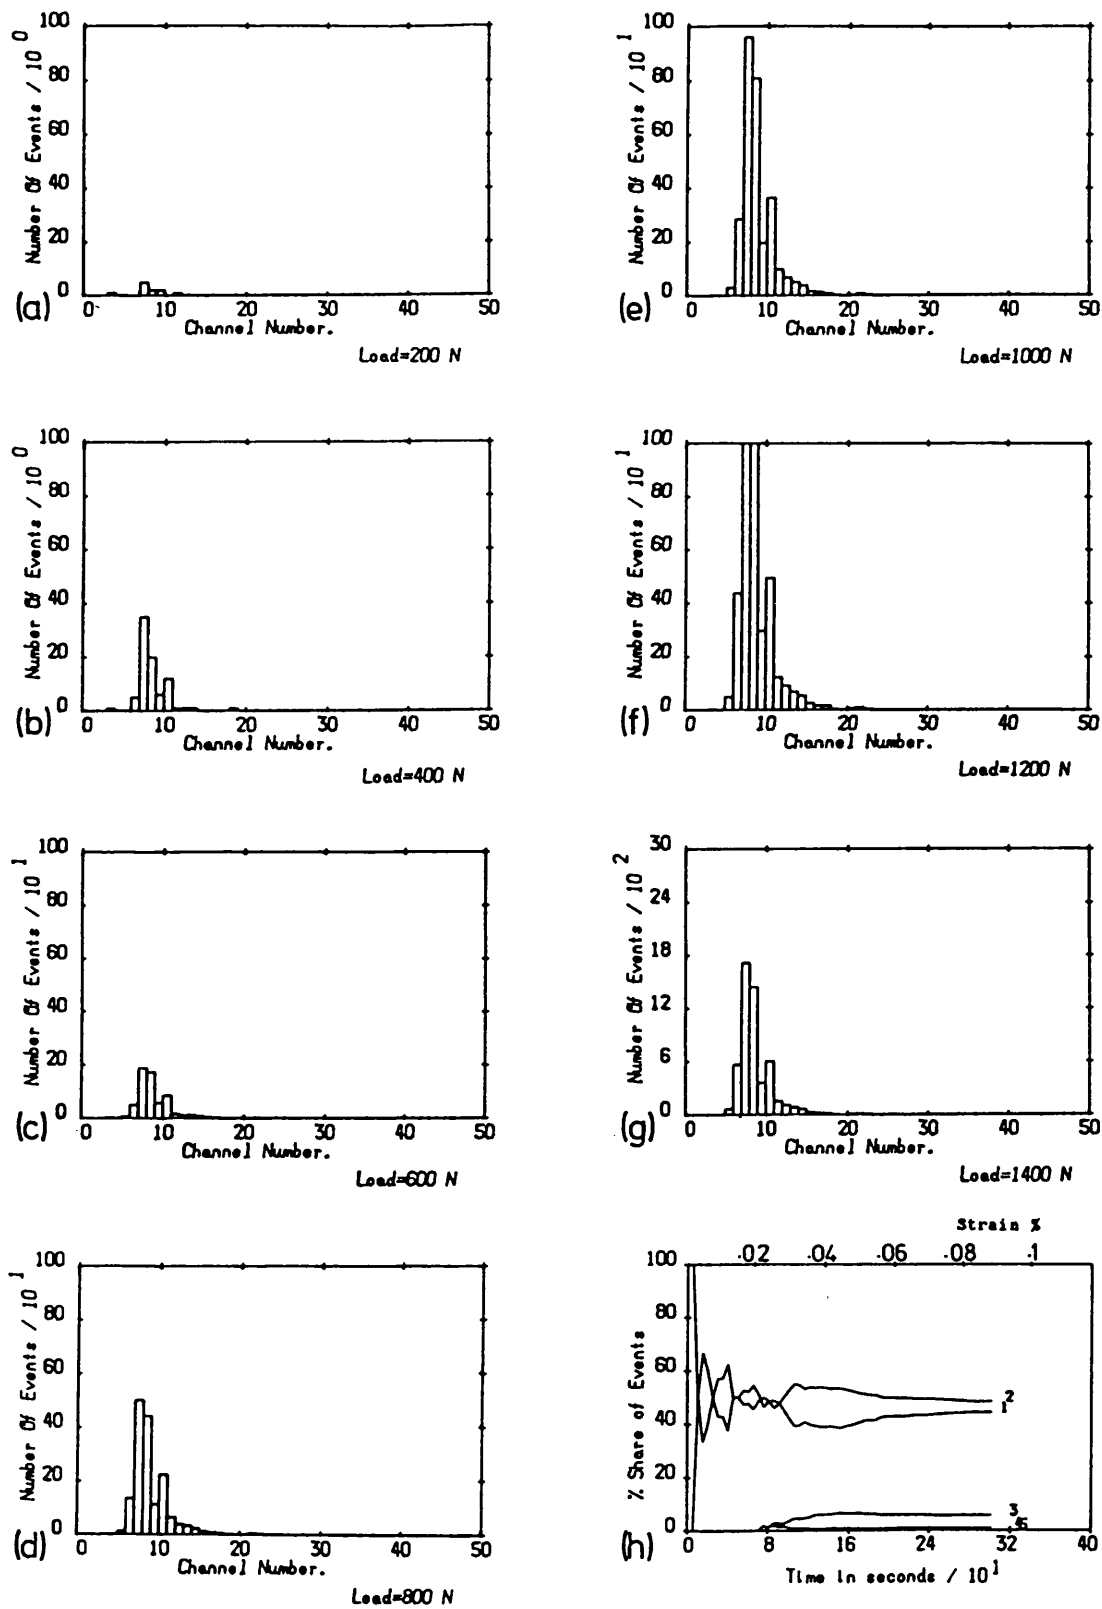 Number Of Events / 10 0
100
80
60
40
20
0
0 10 20 30 40 50
Channel Number.
(a)
Load=200 N
Number Of Events / 10 0
100
80
60
40
20
0
0 10 20 30 40 50
Channel Number.
(b)
Load=400 N
Number Of Events / 10 1
100
80
60
40
20
0
0 10 20 30 40 50
Channel Number.
(c)
Load=600 N
Number Of Events / 10 1
100
80
60
40
20
0
0 10 20 30 40 50
Channel Number.
(d)
Load=800 N
Number Of Events / 10 1
100
80
60
40
20
0
0 10 20 30 40 50
Channel Number.
(e)
Load=1000 N
Number Of Events / 10 1
100
80
60
40
20
0
0 10 20 30 40 50
Channel Number.
(f)
Load=1200 N
Number Of Events / 10 2
30
24
18
12
6
0
0 10 20 30 40 50
Channel Number.
(g)
Load=1400 N
Strain %
.02 .04 .06 .08 .1
% Share of Events
100
80
60
40
20
0
2
1
3
45
0 8 16 24 32 40
Time in seconds / 10 1
(h)